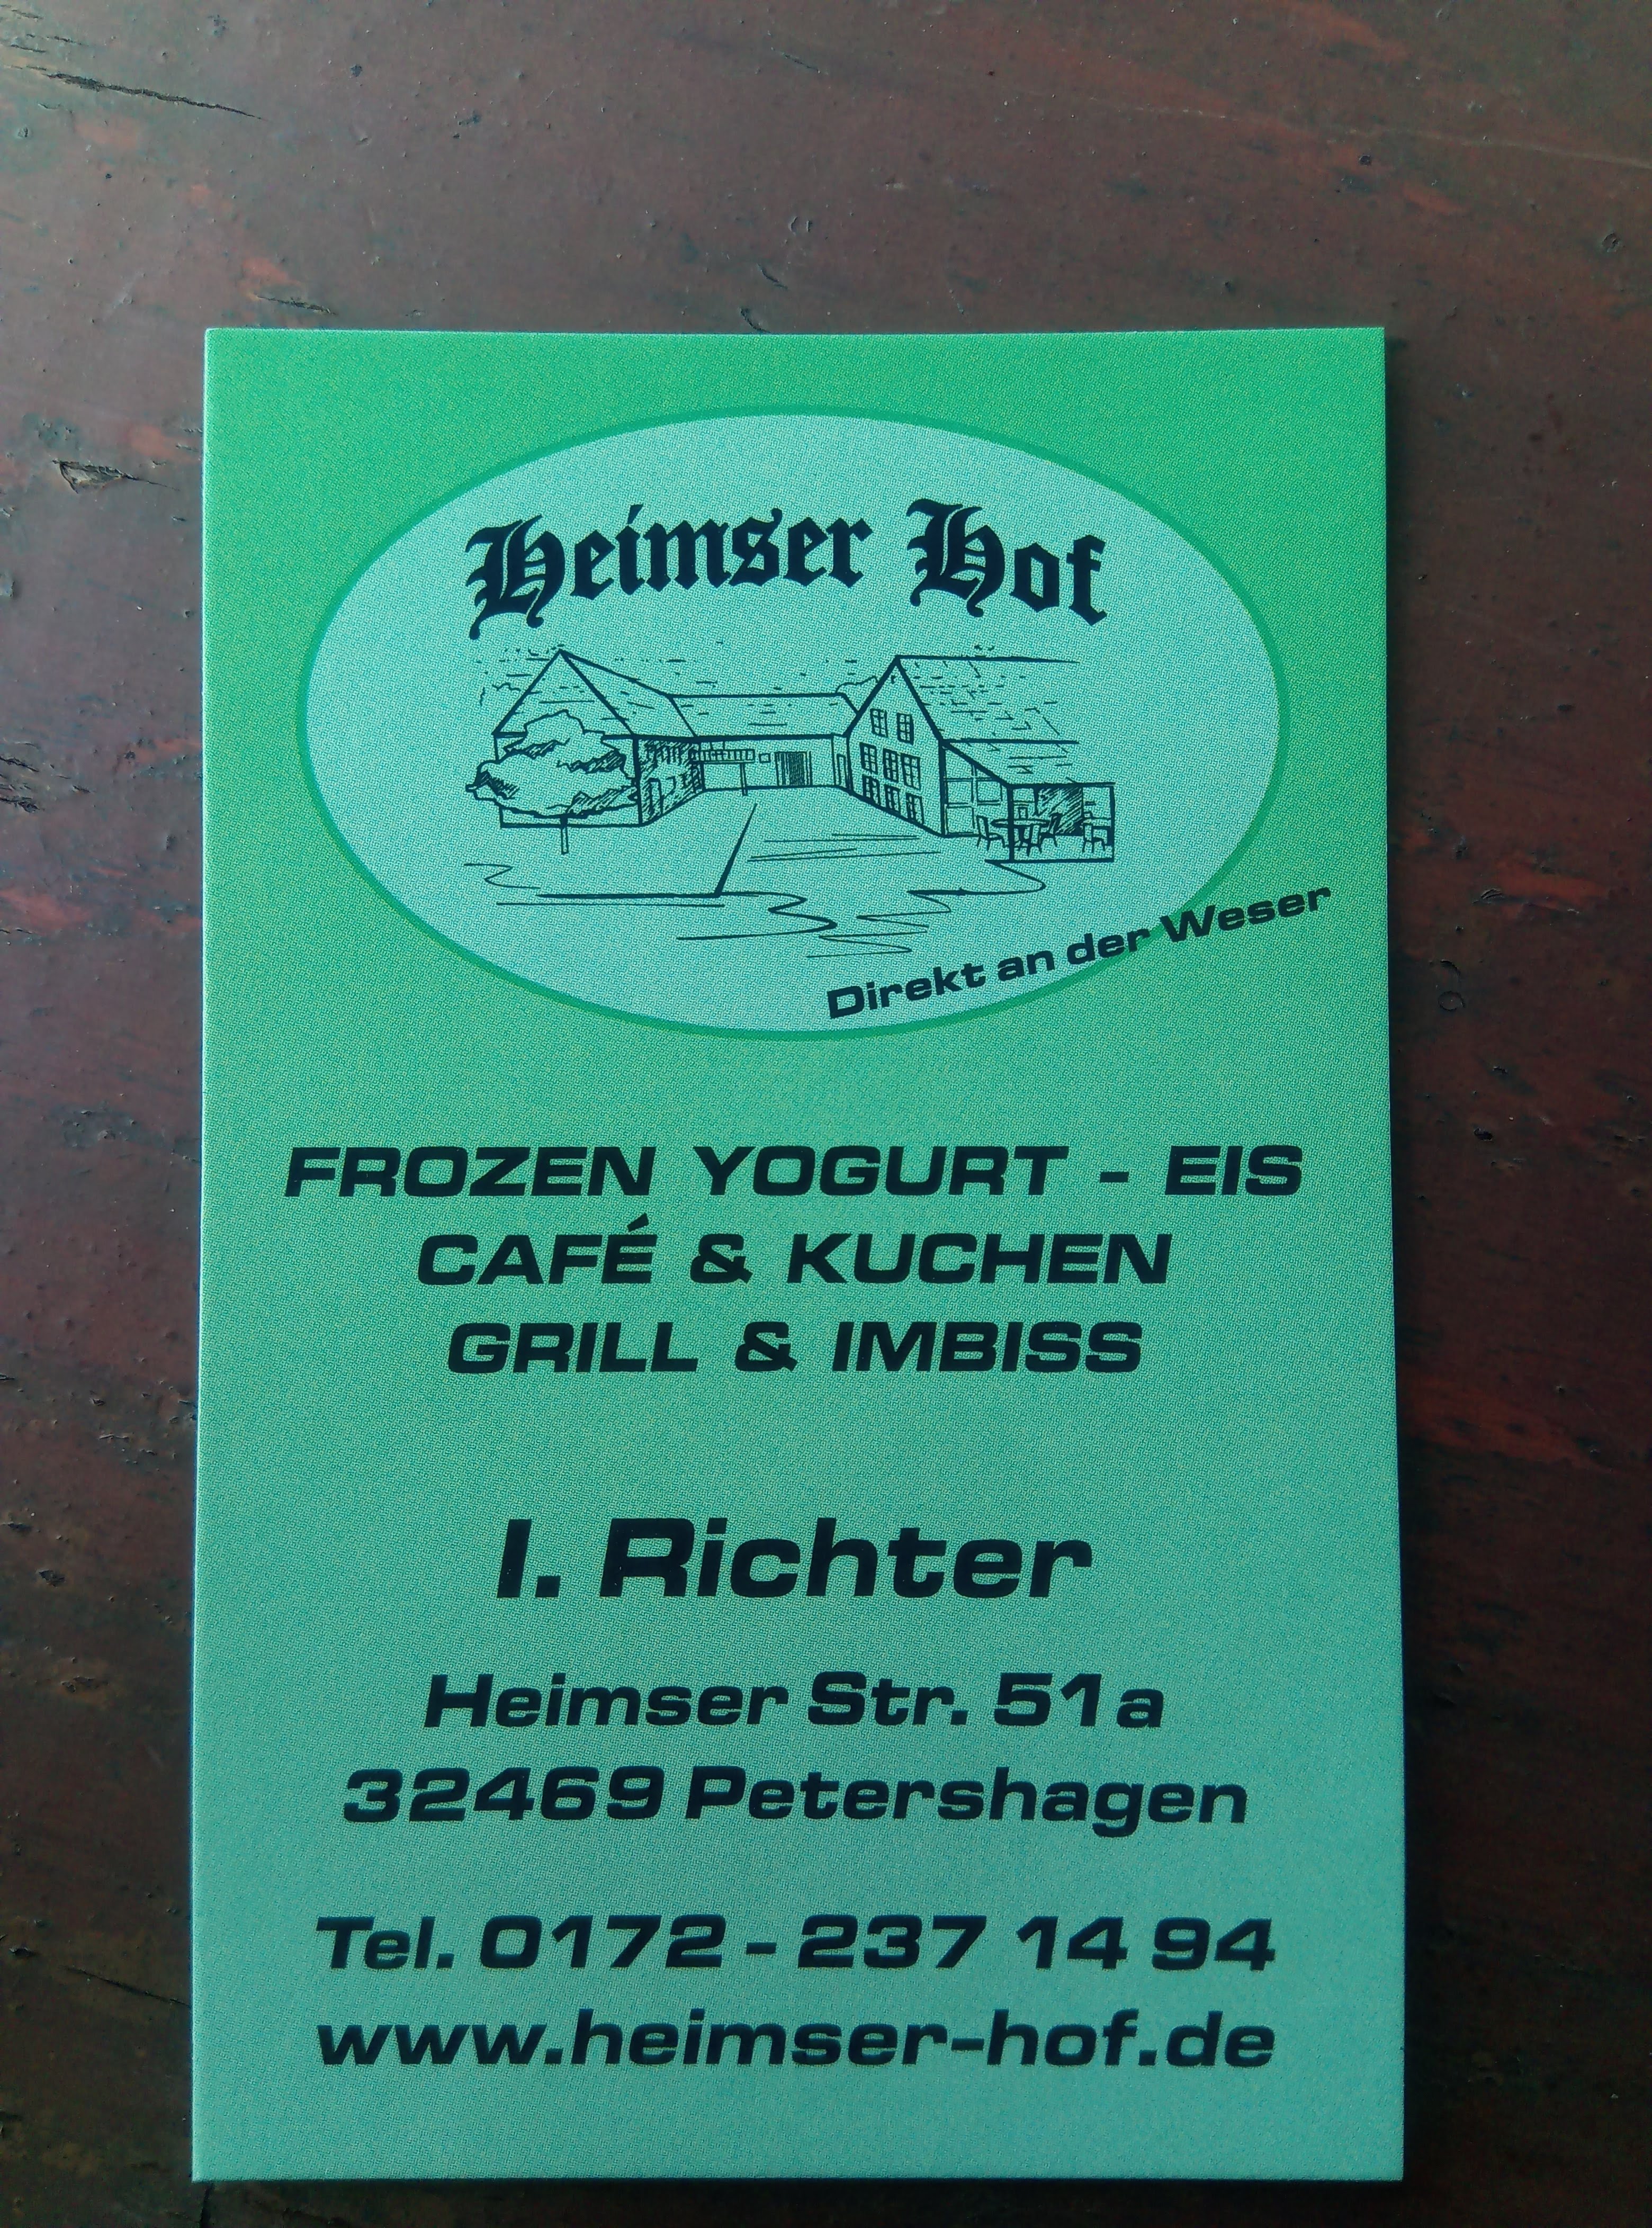 Heimser Hof
Direkt an der Weser
FROZEN YOGURT - EIS
CAFÉ & KUCHEN
GRILL & IMBISS
I. Richter
Heimser Str. 51a
32469 Petershagen
Tel. 0172 - 237 14 94
www.heimser-hof.de